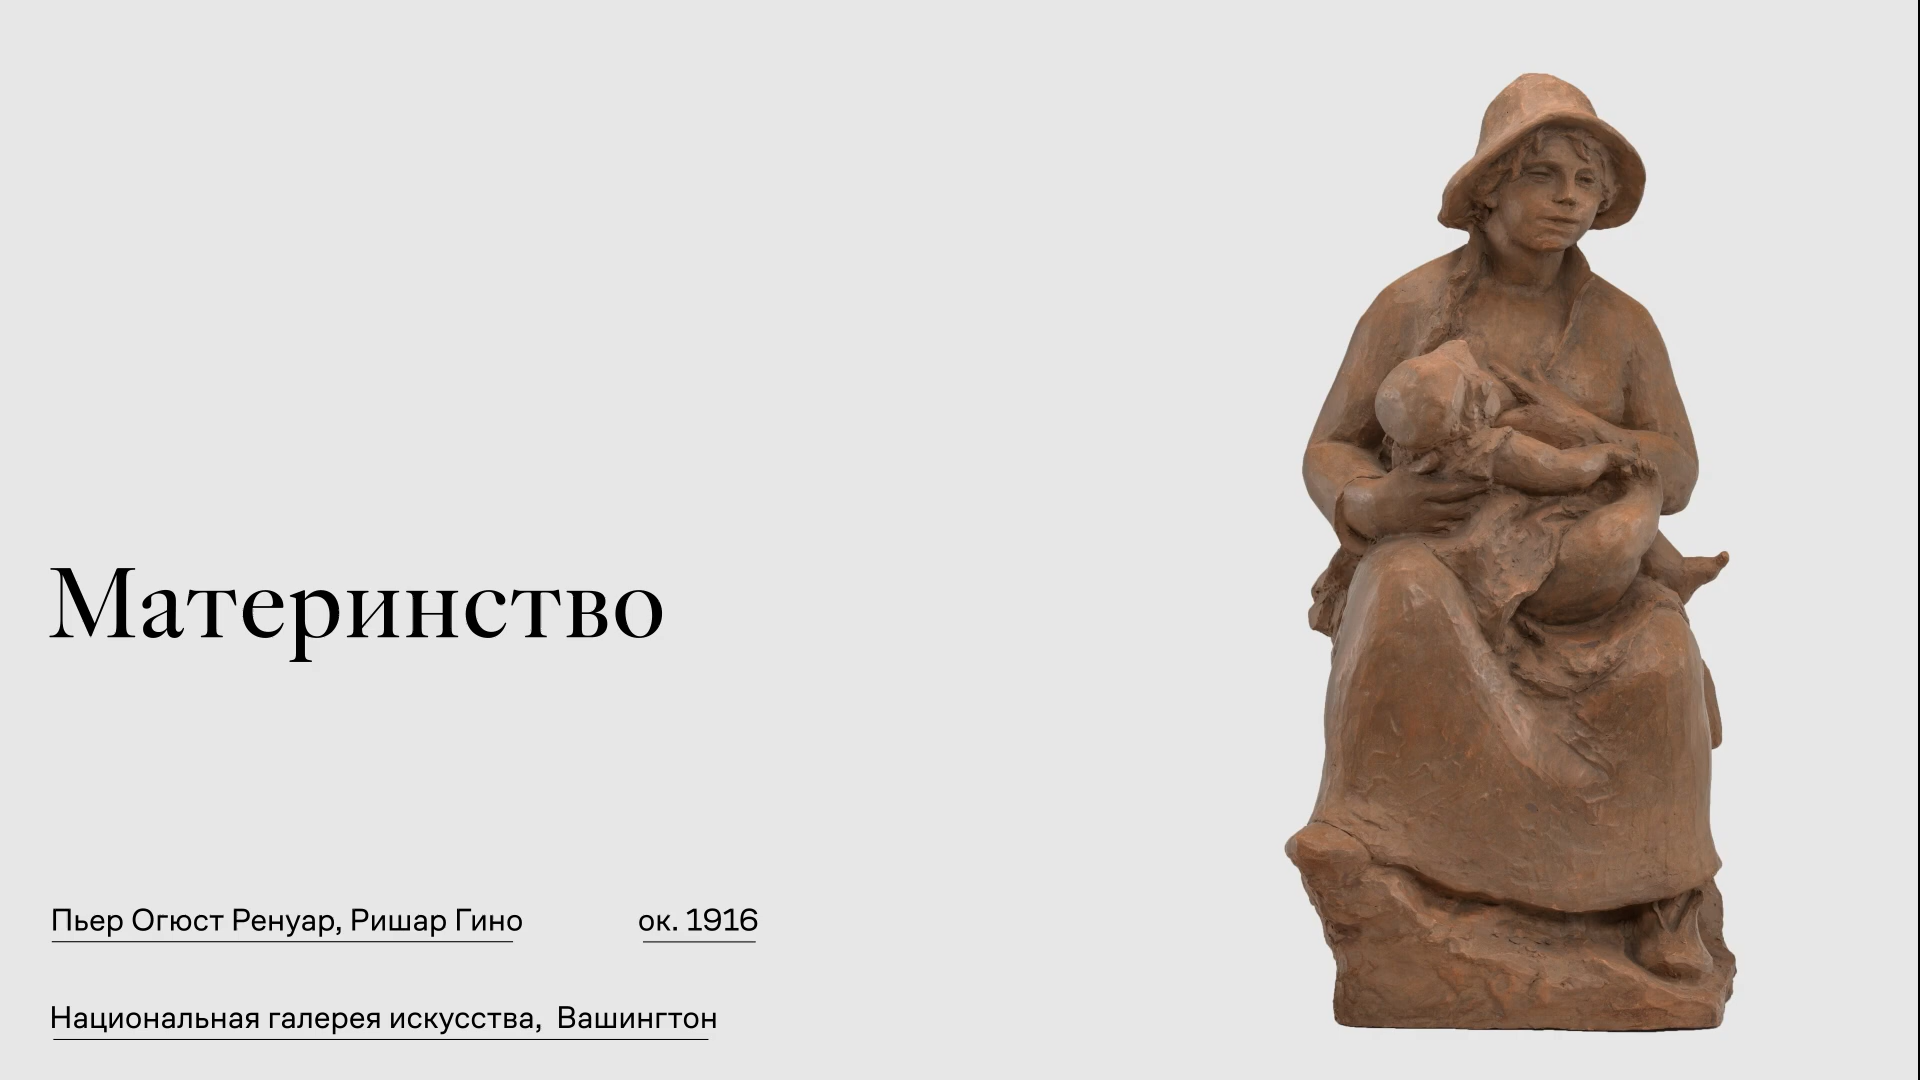 Материнство
Пьер Огюст Ренуар, Ришар Гино
ок. 1916
Национальная галерея искусства, Вашингтон